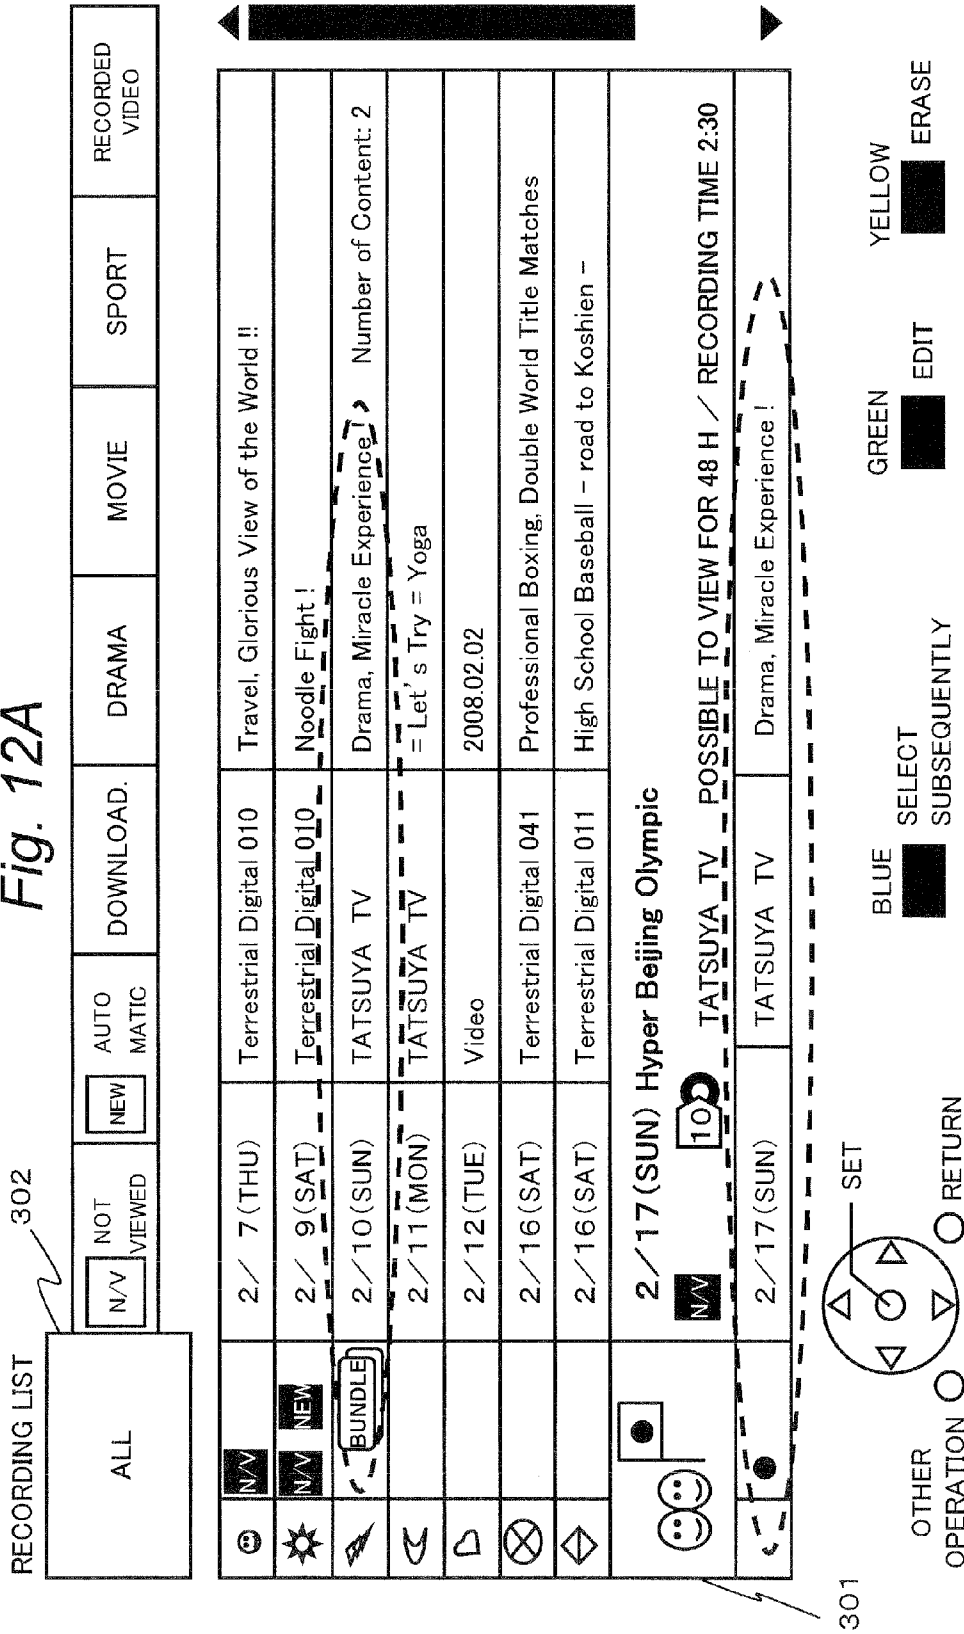 Fig. 12A
RECORDING LIST
302
ALL
N/V NOT VIEWED
NEW AUTO MATIC
DOWNLOAD.
DRAMA
MOVIE
SPORT
RECORDED VIDEO
N/V 2/ 7(THU) Terrestrial Digital 010 Travel, Glorious View of the World !!
N/V NEW 2/ 9(SAT) Terrestrial Digital 010 Noodle Fight !
BUNDLE 2/10(SUN) TATSUYA TV Drama, Miracle Experience ! Number of Content: 2
2/11(MON) TATSUYA TV = Let's Try = Yoga
2/12(TUE) Video 2008.02.02
2/16(SAT) Terrestrial Digital 041 Professional Boxing, Double World Title Matches
2/16(SAT) Terrestrial Digital 011 High School Baseball - road to Koshien -
2/17(SUN) Hyper Beijing Olympic
N/V 10 TATSUYA TV POSSIBLE TO VIEW FOR 48 H / RECORDING TIME 2:30
2/17(SUN) TATSUYA TV Drama, Miracle Experience !
301
OTHER
OPERATION
RETURN
SET
BLUE
SELECT
SUBSEQUENTLY
GREEN
EDIT
YELLOW
ERASE